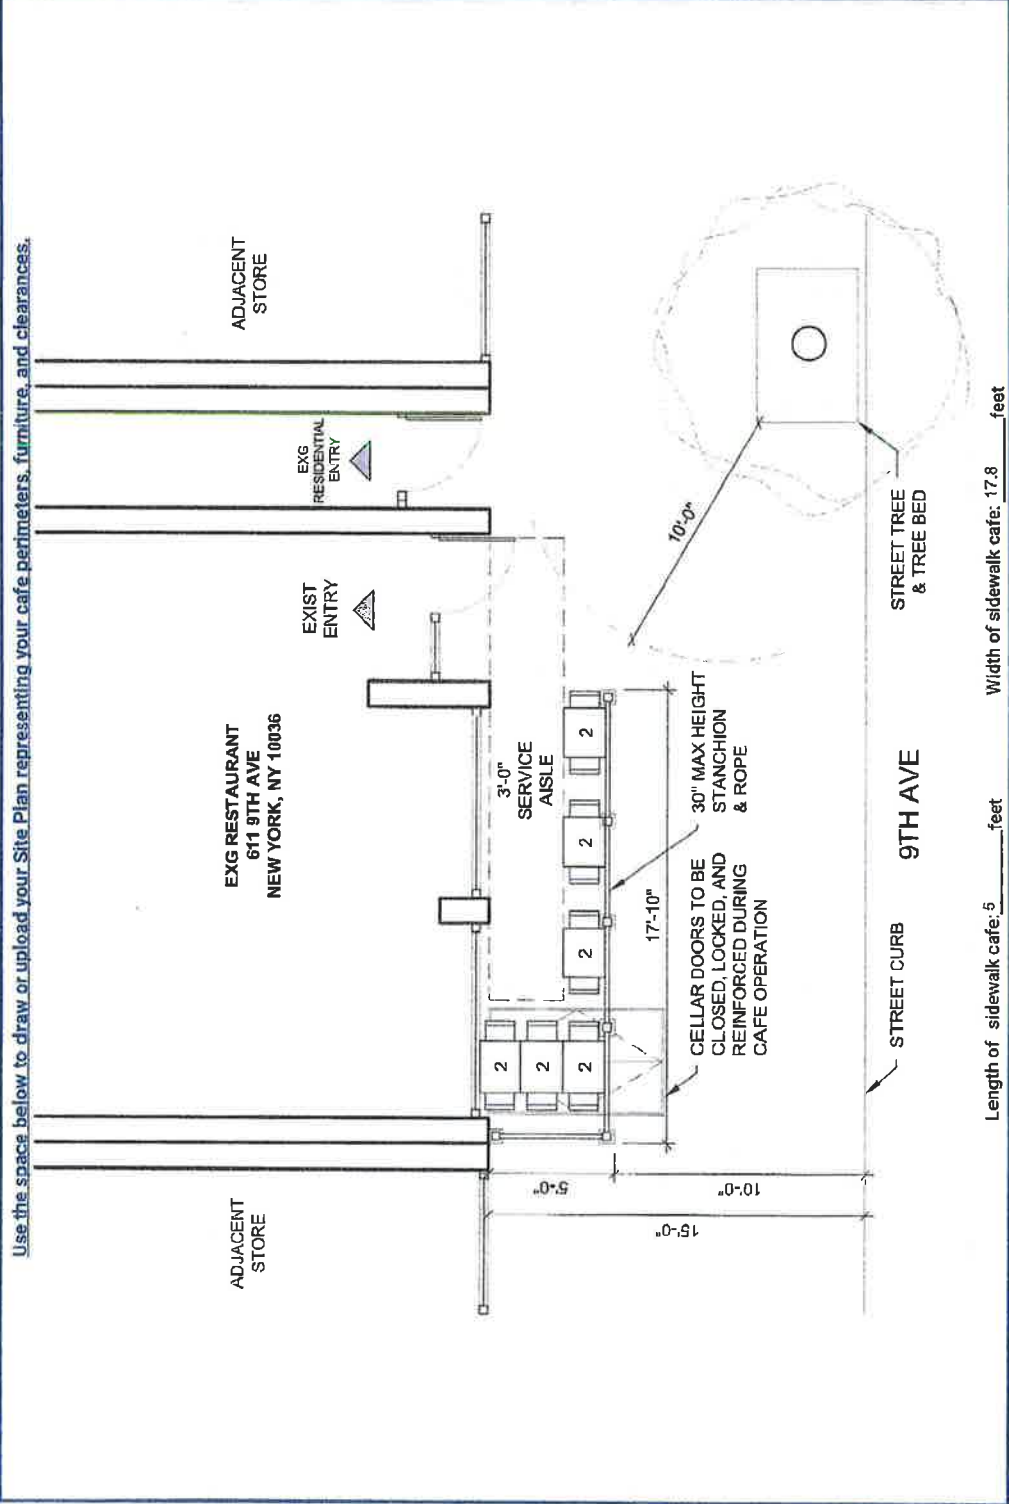 Use the space below to draw or upload your Site Plan representing your cafe perimeters, furniture, and clearances.
ADJACENT
STORE
EXG RESTAURANT
611 9TH AVE
NEW YORK, NY 10036
EXIST
ENTRY
EXG
RESIDENTIAL
ENTRY
ADJACENT
STORE
3'-0"
SERVICE
AISLE
2
2
2
2
2
2
5'-0"
10'-0"
15'-0"
17'-10"
10'-0"
CELLAR DOORS TO BE
CLOSED, LOCKED, AND
REINFORCED DURING
CAFE OPERATION
30" MAX HEIGHT
STANCHION
& ROPE
STREET CURB
9TH AVE
STREET TREE
& TREE BED
Length of sidewalk cafe: 5 feet
Width of sidewalk cafe: 17.8 feet